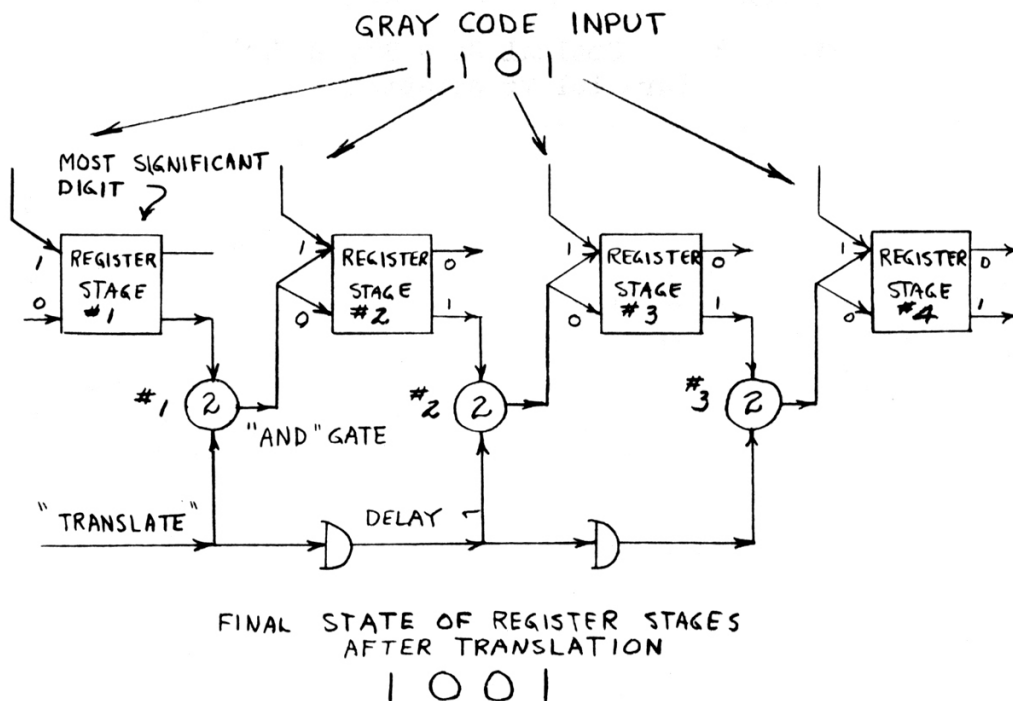 GRAY CODE INPUT
1 1 0 1
MOST SIGNIFICANT
DIGIT
1
0
REGISTER
STAGE
#1
1
0
REGISTER
STAGE
#2
0
1
1
0
REGISTER
STAGE
#3
0
1
1
0
REGISTER
STAGE
#4
0
1
#1
2
"AND" GATE
#2
2
#3
2
"TRANSLATE"
DELAY
FINAL STATE OF REGISTER STAGES
AFTER TRANSLATION
1 0 0 1